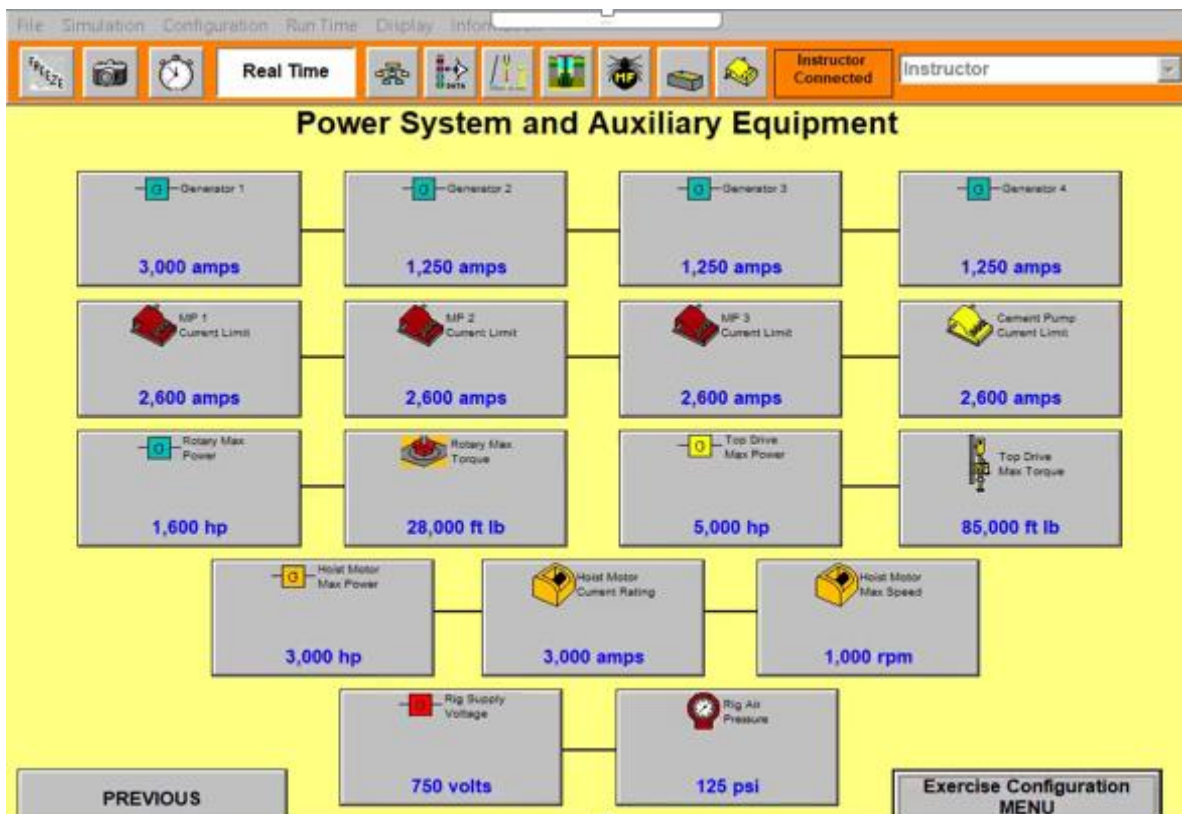 File Simulation Configuration Run Time Display
FREEZE
Real Time
DATA
MF
Instructor
Connected
Instructor
Power System and Auxiliary Equipment
G Generator 1
3,000 amps
G Generator 2
1,250 amps
G Generator 3
1,250 amps
G Generator 4
1,250 amps
MP 1
Current Limit
2,600 amps
MP 2
Current Limit
2,600 amps
MP 3
Current Limit
2,600 amps
Cement Pump
Current Limit
2,600 amps
G Rotary Max
Power
1,600 hp
Rotary Max
Torque
28,000 ft lb
G Top Drive
Max Power
5,000 hp
Top Drive
Max Torque
85,000 ft lb
G Hoist Motor
Max Power
3,000 hp
Hoist Motor
Current Rating
3,000 amps
Hoist Motor
Max Speed
1,000 rpm
G Rig Supply
Voltage
750 volts
Rig Air
Pressure
125 psi
PREVIOUS
Exercise Configuration
MENU